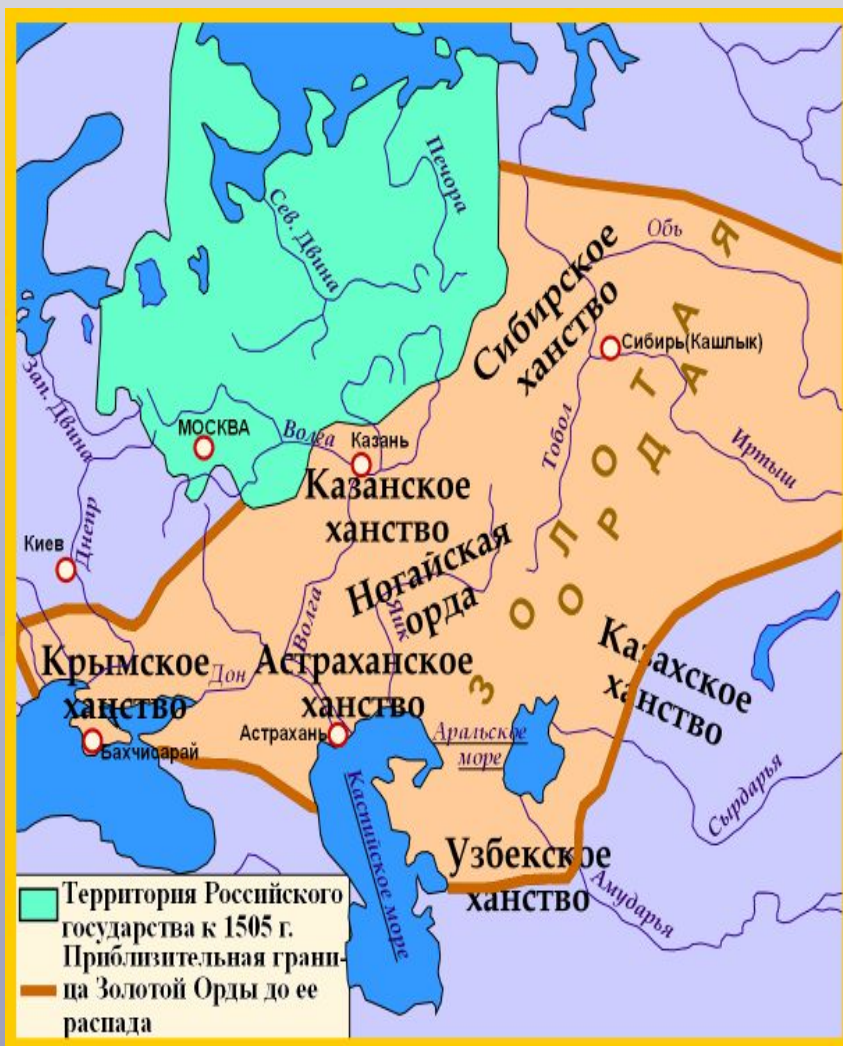 Печора
Сев. Двина
Обь
Сибирское
ханство
Сибирь(Кашлык)
Зап. Двина
МОСКВА
Волга
Казань
Тобол
Иртыш
Казанское
ханство
Киев
Днепр
Ногайская
орда
ЗОЛОТАЯ
ОРДА
Волга
Яик
Казахское
ханство
Крымское
хацство
Дон
Астраханское
ханство
Бахчисарай
Астрахань
Аральское
море
Каспийское море
Сырдарья
Узбекское
ханство
Амударья
Территория Российского
государства к 1505 г.
Приблизительная грани-
ца Золотой Орды до ее
распада